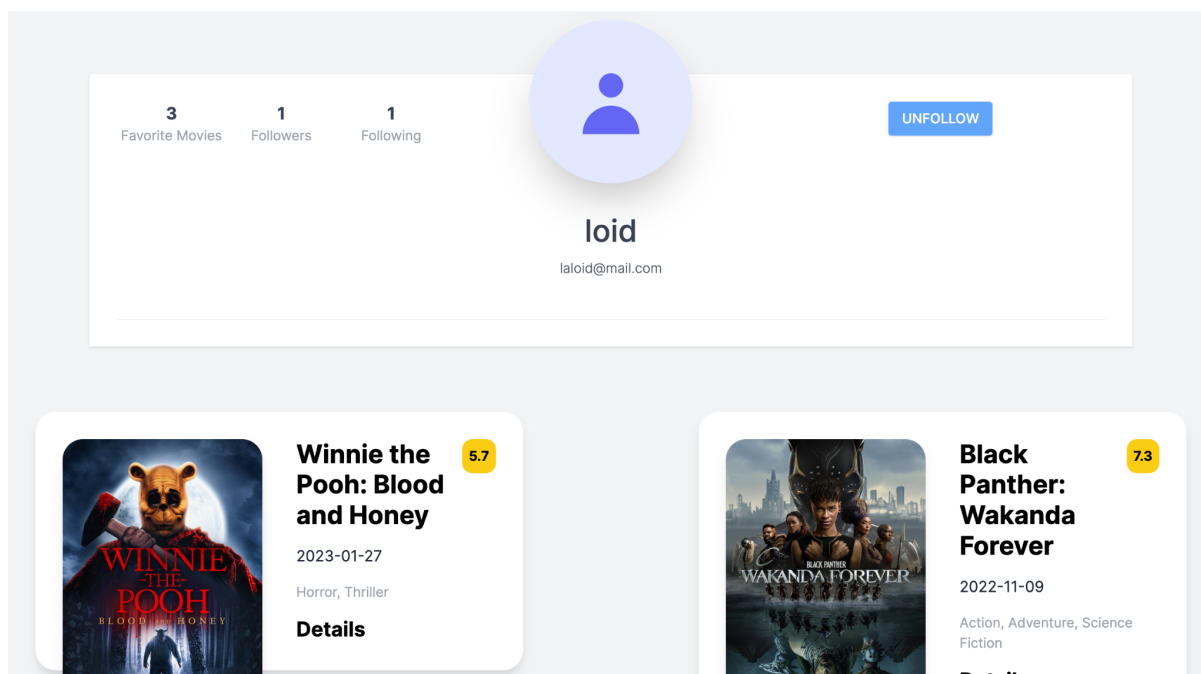 3
Favorite Movies
1
Followers
1
Following
UNFOLLOW
loid
laloid@mail.com
WINNIE
-THE-
POOH
BLOOD AND HONEY
Winnie the
Pooh: Blood
and Honey
5.7
2023-01-27
Horror, Thriller
Details
BLACK PANTHER
WAKANDA FOREVER
Black
Panther:
Wakanda
Forever
7.3
2022-11-09
Action, Adventure, Science
Fiction